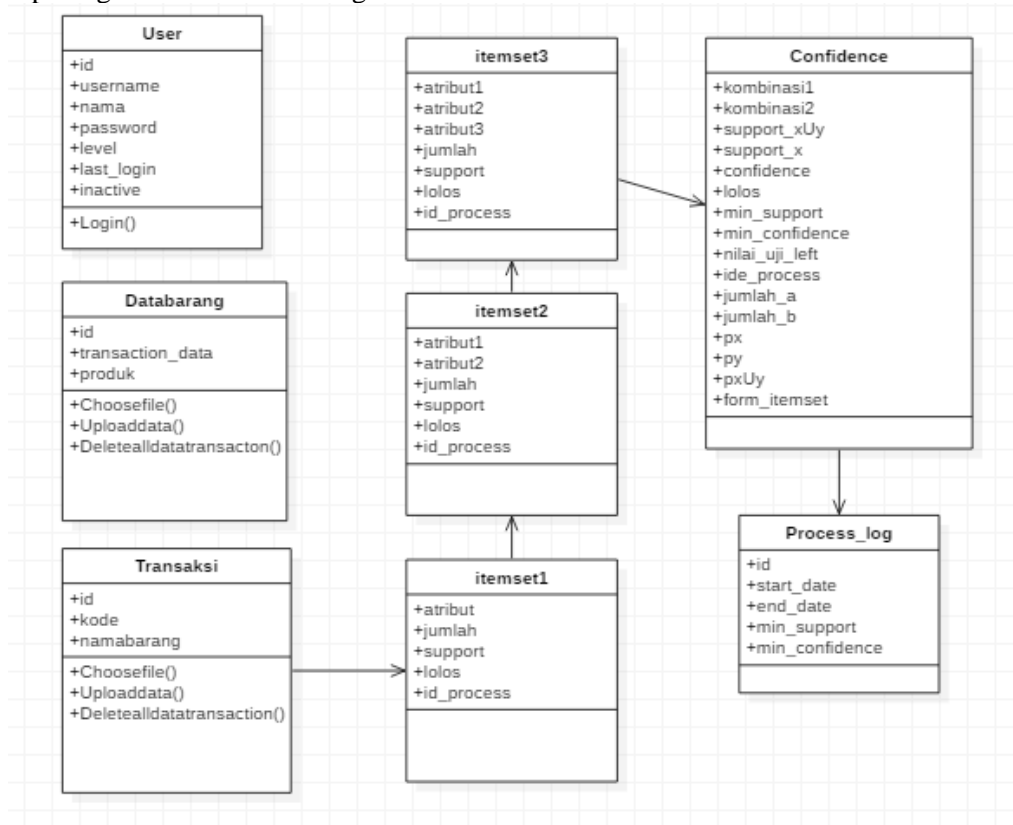 User
+id
+username
+nama
+password
+level
+last_login
+inactive
+Login()
Databarang
+id
+transaction_data
+produk
+Choosefile()
+Uploaddata()
+Deletealldatatransacton()
Transaksi
+id
+kode
+namabarang
+Choosefile()
+Uploaddata()
+Deletealldatatransaction()
itemset3
+atribut1
+atribut2
+atribut3
+jumlah
+support
+lolos
+id_process
itemset2
+atribut1
+atribut2
+jumlah
+support
+lolos
+id_process
itemset1
+atribut
+jumlah
+support
+lolos
+id_process
Confidence
+kombinasi1
+kombinasi2
+support_xUy
+support_x
+confidence
+lolos
+min_support
+min_confidence
+nilai_uji_left
+ide_process
+jumlah_a
+jumlah_b
+px
+py
+pxUy
+form_itemset
Process_log
+id
+start_date
+end_date
+min_support
+min_confidence